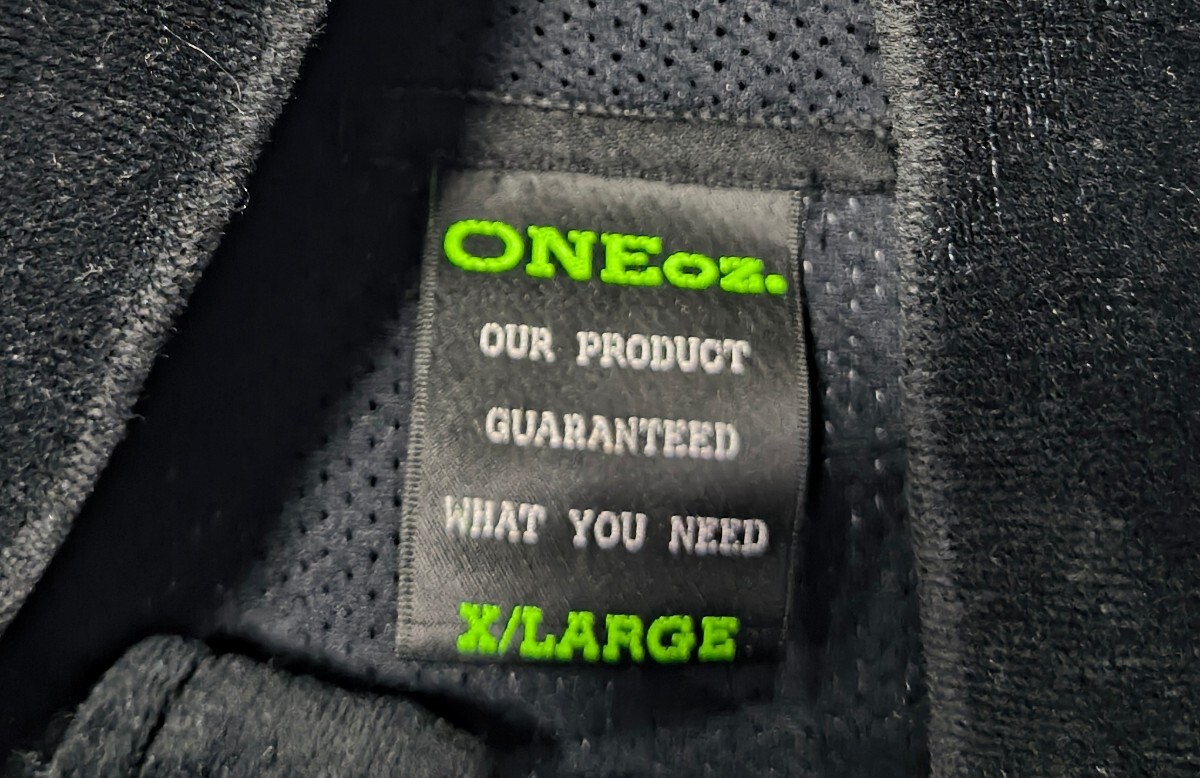 ONEoz.
OUR PRODUCT
GUARANTEED
WHAT YOU NEED
X/LARGE